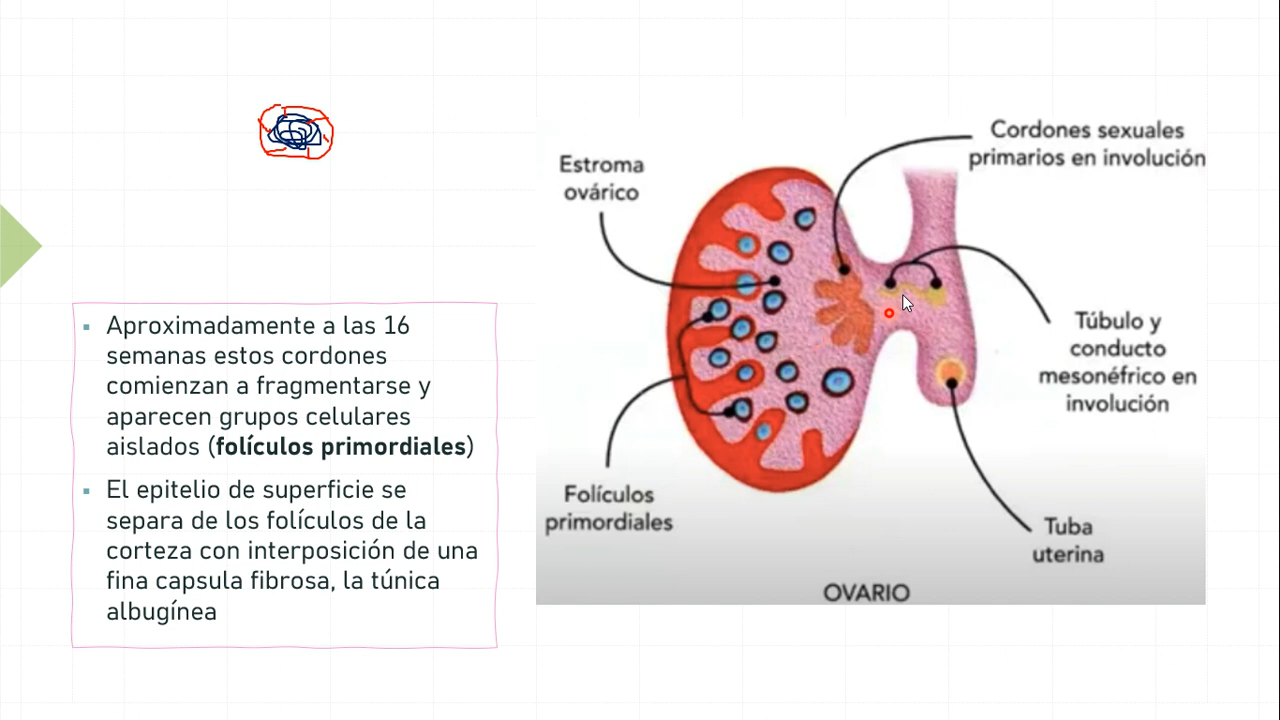 Aproximadamente a las 16
semanas estos cordones
comienzan a fragmentarse y
aparecen grupos celulares
aislados (folículos primordiales)
El epitelio de superficie se
separa de los folículos de la
corteza con interposición de una
fina capsula fibrosa, la túnica
albugínea
Estroma
ovárico
Cordones sexuales
primarios en involución
Túbulo y
conducto
mesonéfrico en
involución
Folículos
primordiales
Tuba
uterina
OVARIO